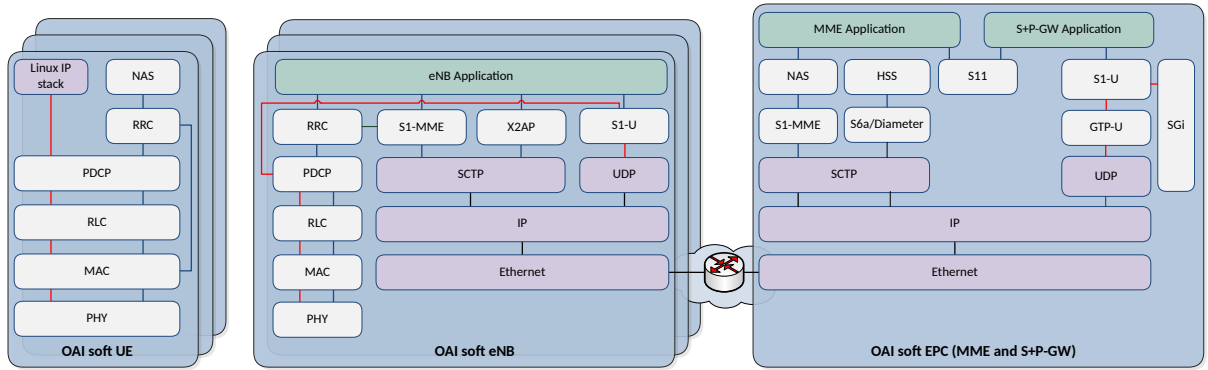 Linux IP
stack
NAS
RRC
PDCP
RLC
MAC
PHY
OAI soft UE
eNB Application
RRC
S1-MME
X2AP
S1-U
PDCP
SCTP
UDP
RLC
IP
MAC
Ethernet
PHY
OAI soft eNB
MME Application
S+P-GW Application
NAS
HSS
S11
S1-U
S1-MME
S6a/Diameter
GTP-U
SGi
SCTP
UDP
IP
Ethernet
OAI soft EPC (MME and S+P-GW)